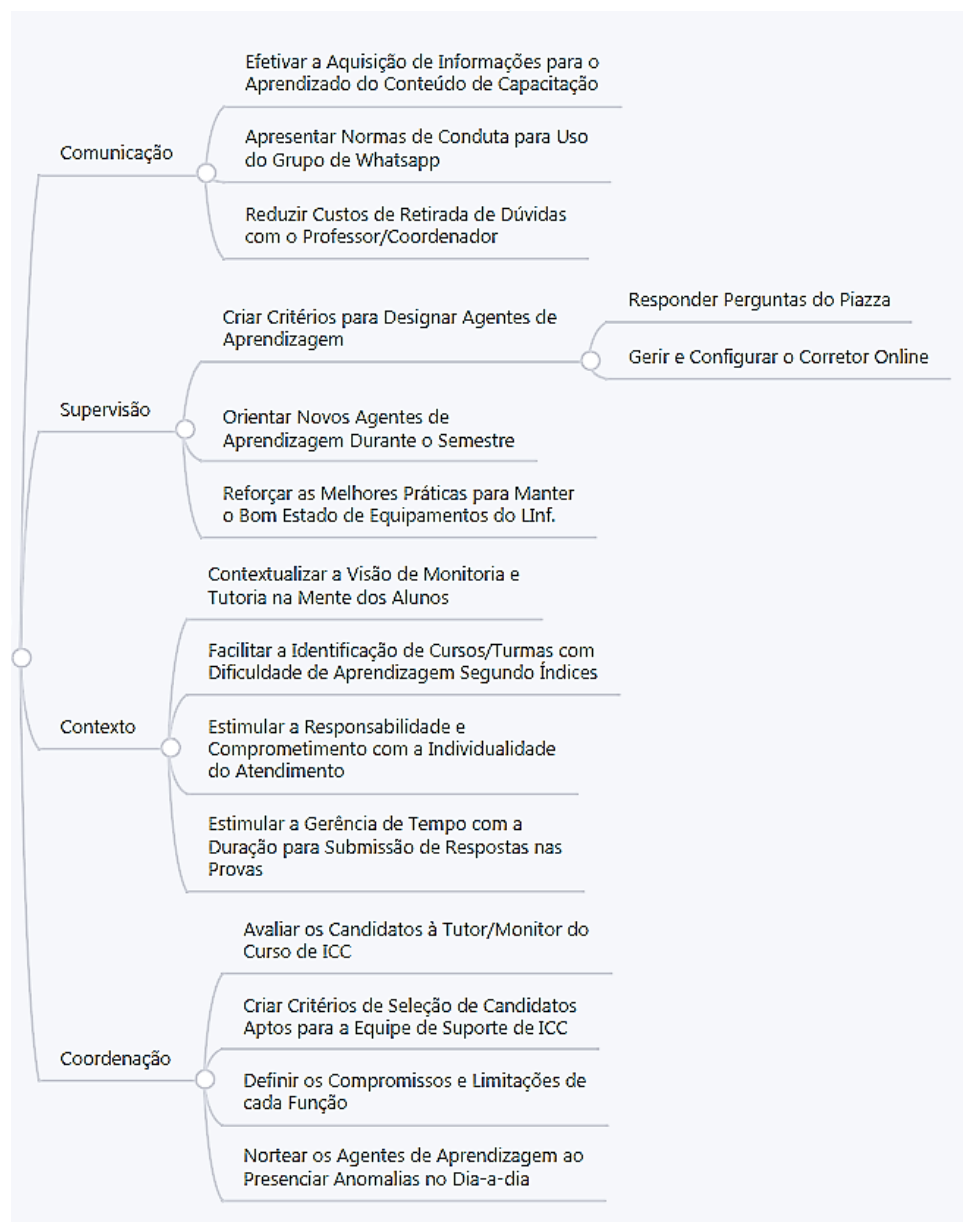 Efetivar a Aquisição de Informações para o
Aprendizado do Conteúdo de Capacitação
Comunicação
Apresentar Normas de Conduta para Uso
do Grupo de Whatsapp
Reduzir Custos de Retirada de Dúvidas
com o Professor/Coordenador
Criar Critérios para Designar Agentes de
Aprendizagem
Responder Perguntas do Piazza
Gerir e Configurar o Corretor Online
Supervisão
Orientar Novos Agentes de
Aprendizagem Durante o Semestre
Reforçar as Melhores Práticas para Manter
o Bom Estado de Equipamentos do LInf.
Contextualizar a Visão de Monitoria e
Tutoria na Mente dos Alunos
Facilitar a Identificação de Cursos/Turmas com
Dificuldade de Aprendizagem Segundo Índices
Contexto
Estimular a Responsabilidade e
Comprometimento com a Individualidade
do Atendimento
Estimular a Gerência de Tempo com a
Duração para Submissão de Respostas nas
Provas
Avaliar os Candidatos à Tutor/Monitor do
Curso de ICC
Criar Critérios de Seleção de Candidatos
Aptos para a Equipe de Suporte de ICC
Coordenação
Definir os Compromissos e Limitações de
cada Função
Nortear os Agentes de Aprendizagem ao
Presenciar Anomalias no Dia-a-dia